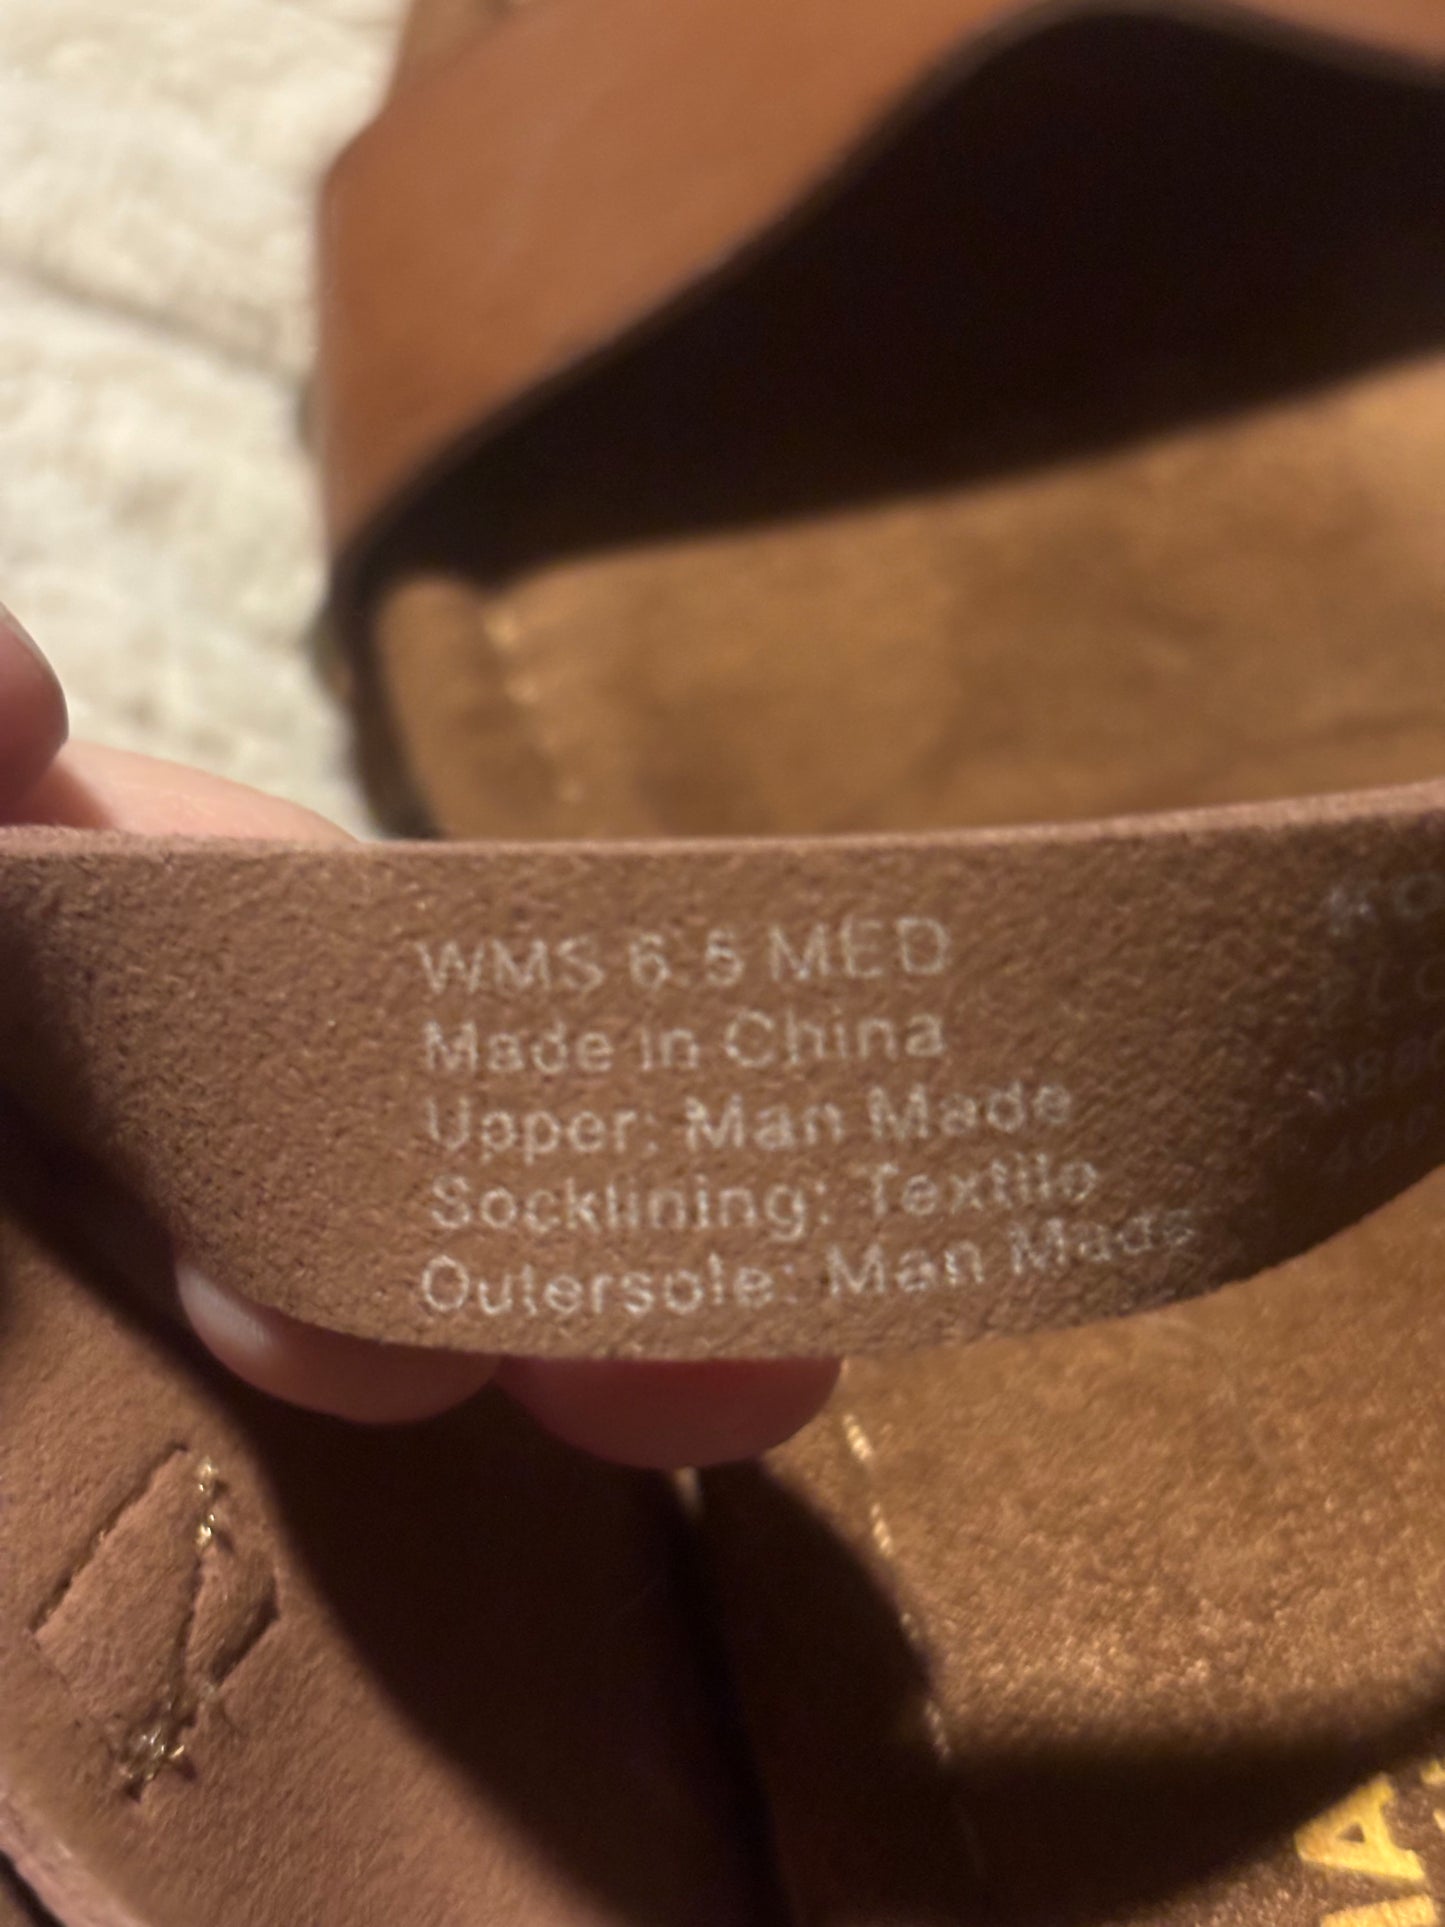 WMS 6.5 MED
Made in China
Upper: Man Made
Socklining: Textile
Outersole: Man Made